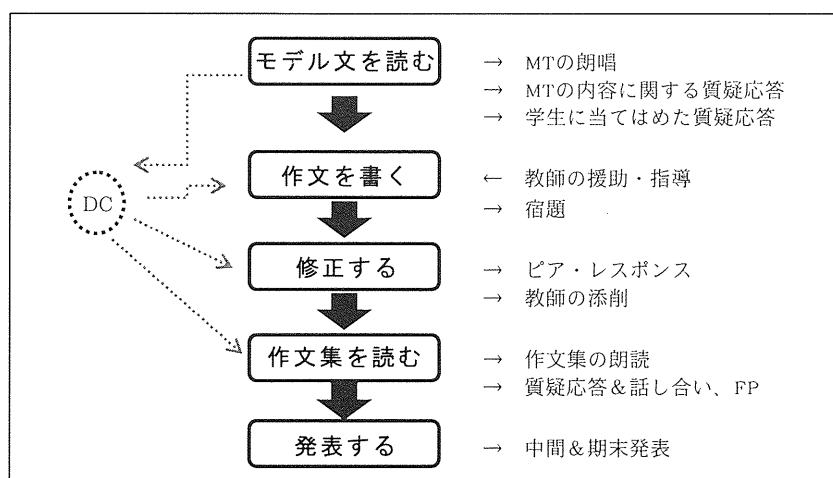 モデル文を読む → MTの朗唱
→ MTの内容に関する質疑応答
→ 学生に当てはめた質疑応答
作文を書く ← 教師の援助・指導
→ 宿題
DC
修正する → ピア・レスポンス
→ 教師の添削
作文集を読む → 作文集の朗読
→ 質疑応答&話し合い、FP
発表する → 中間&期末発表